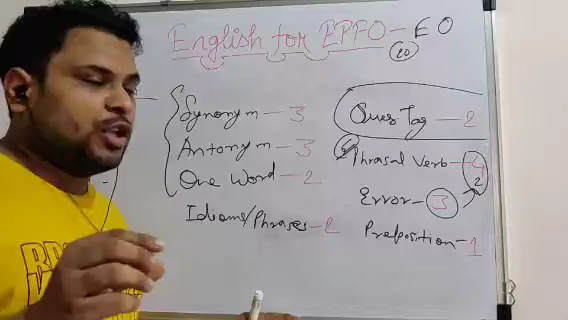 English for EPFO - EO
20
Synonym - 3
Antonym - 3
One Word - 2
Idioms/Phrases - 2
Ques Tag - 2
Phrasal Verb - 4
2
Error - 3
Preposition - 1